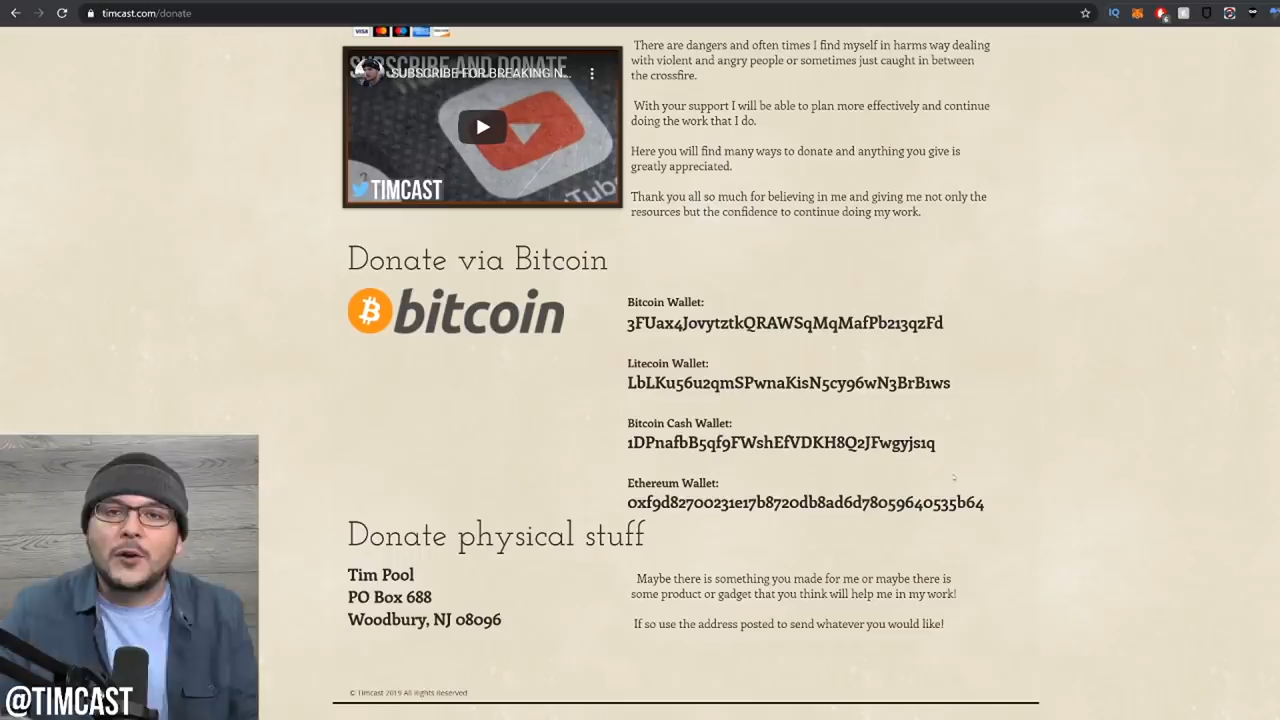 timcast.com/donate
VISA
SUBSCRIBE AND DONATE
SUBSCRIBE FOR BREAKING N...
TIMCAST
There are dangers and often times I find myself in harms way dealing
with violent and angry people or sometimes just caught in between
the crossfire.
With your support I will be able to plan more effectively and continue
doing the work that I do.
Here you will find many ways to donate and anything you give is
greatly appreciated.
Thank you all so much for believing in me and giving me not only the
resources but the confidence to continue doing my work.
Donate via Bitcoin
bitcoin
Bitcoin Wallet:
3FUax4JovytztkQRAWSqMqMafPb213qzFd
Litecoin Wallet:
LbLKu56u2qmSPwnaKisN5cy96wN3BrB1ws
Bitcoin Cash Wallet:
1DPnafbB5qf9FWshEfVDKH8Q2JFwgyjs1q
Ethereum Wallet:
0xf9d82700231e17b8720db8ad6d78059640535b64
Donate physical stuff
Tim Pool
PO Box 688
Woodbury, NJ 08096
Maybe there is something you made for me or maybe there is
some product or gadget that you think will help me in my work!
If so use the address posted to send whatever you would like!
© Timcast 2019 All Rights Reserved
@TIMCAST